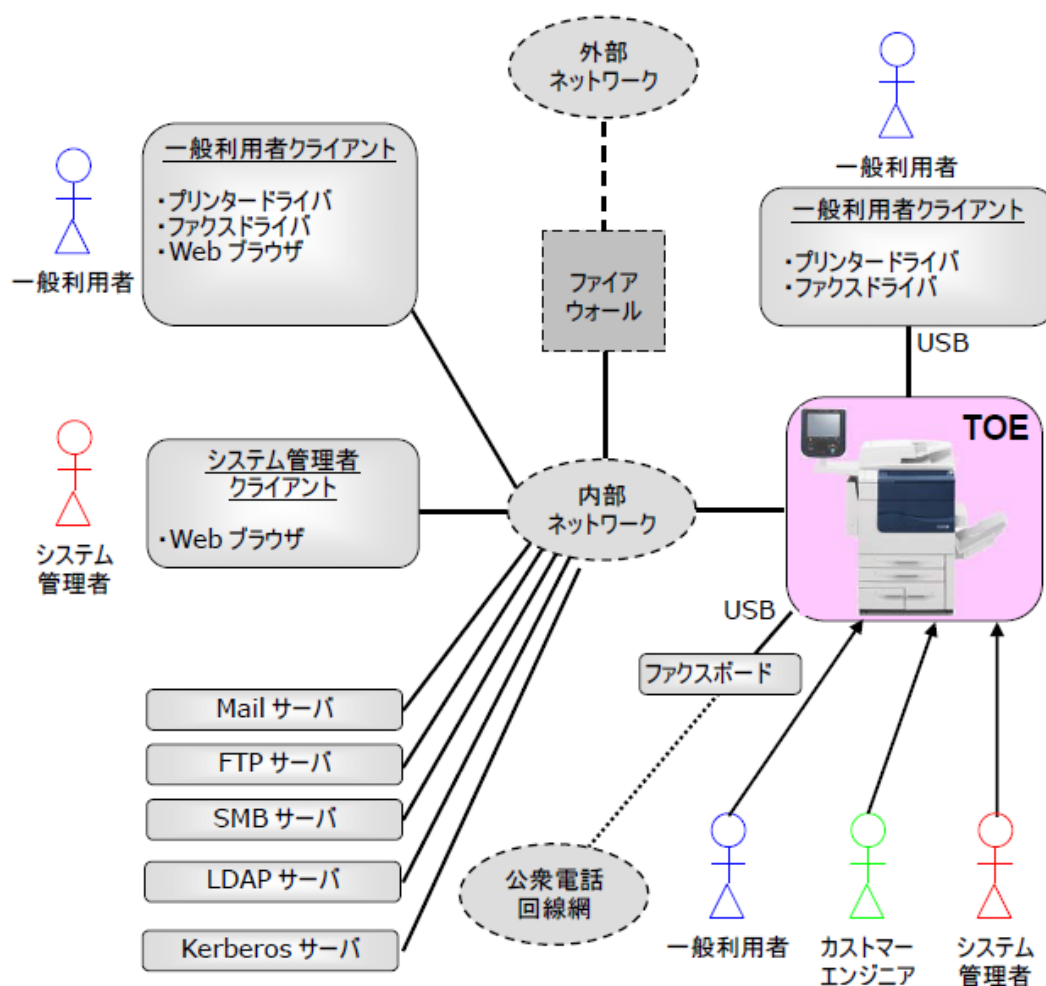 外部
ネットワーク
一般利用者
一般利用者クライアント
・プリンタードライバ
・ファクスドライバ
・Web ブラウザ
一般利用者
一般利用者クライアント
・プリンタードライバ
・ファクスドライバ
ファイア
ウォール
USB
TOE
システム管理者
クライアント
・Web ブラウザ
システム
管理者
内部
ネットワーク
USB
ファクスボード
Mail サーバ
FTP サーバ
SMB サーバ
LDAP サーバ
Kerberos サーバ
公衆電話
回線網
一般利用者
カストマー
エンジニア
システム
管理者